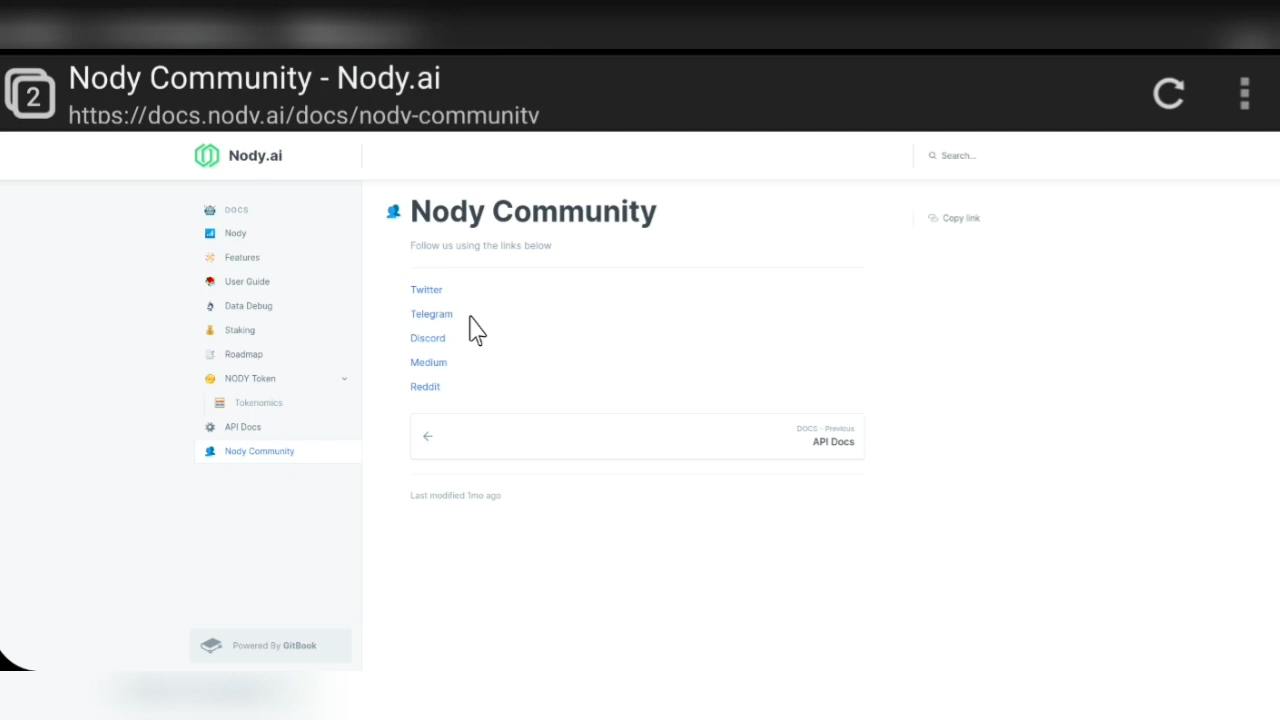 2
Nody Community - Nody.ai
https://docs.nody.ai/docs/nody-community
Nody.ai
Search...
DOCS
Nody
Features
User Guide
Data Debug
Staking
Roadmap
NODY Token
Tokenomics
API Docs
Nody Community
Powered By GitBook
Nody Community
Follow us using the links below
Twitter
Telegram
Discord
Medium
Reddit
DOCS - Previous
API Docs
Last modified 1mo ago
Copy link